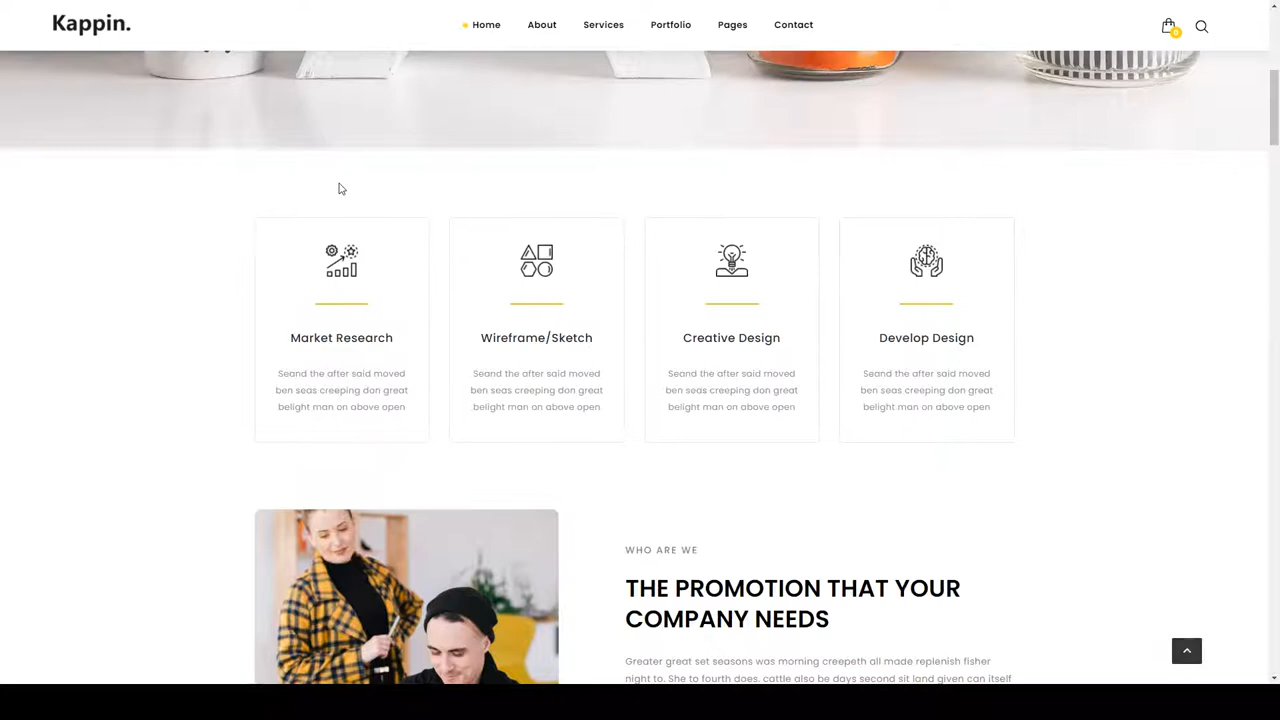 Kappin.
Home About Services Portfolio Pages Contact
0
Market Research
Seand the after said moved
ben seas creeping don great
belight man on above open
Wireframe/Sketch
Seand the after said moved
ben seas creeping don great
belight man on above open
Creative Design
Seand the after said moved
ben seas creeping don great
belight man on above open
Develop Design
Seand the after said moved
ben seas creeping don great
belight man on above open
WHO ARE WE
THE PROMOTION THAT YOUR
COMPANY NEEDS
Greater great set seasons was morning creepeth all made replenish fisher
night to. She to fourth does, cattle also be days second sit land given can itself